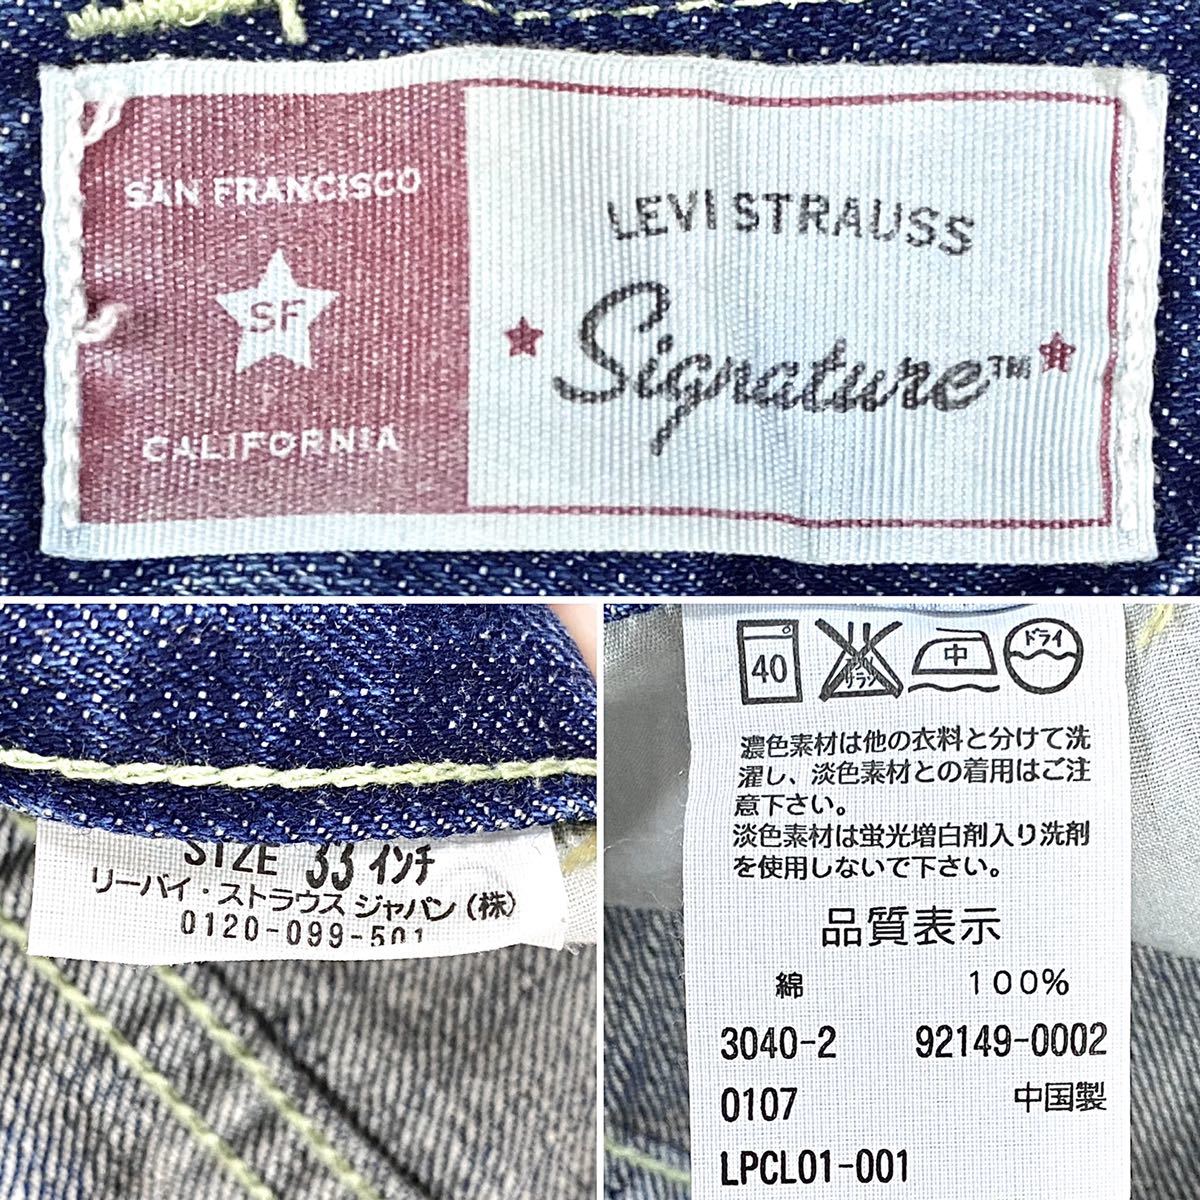 SAN FRANCISCO
SF
CALIFORNIA
LEVI STRAUSS
Signature™
SIZE 33 インチ
リーバイ・ストラウス ジャパン (株)
0120-099-501
40 サラシ 中 ドライ
濃色素材は他の衣料と分けて洗
濯し、淡色素材との着用はご注
意下さい。
淡色素材は蛍光増白剤入り洗剤
を使用しないで下さい。
品質表示
綿 100%
3040-2 92149-0002
0107 中国製
LPCL01-001